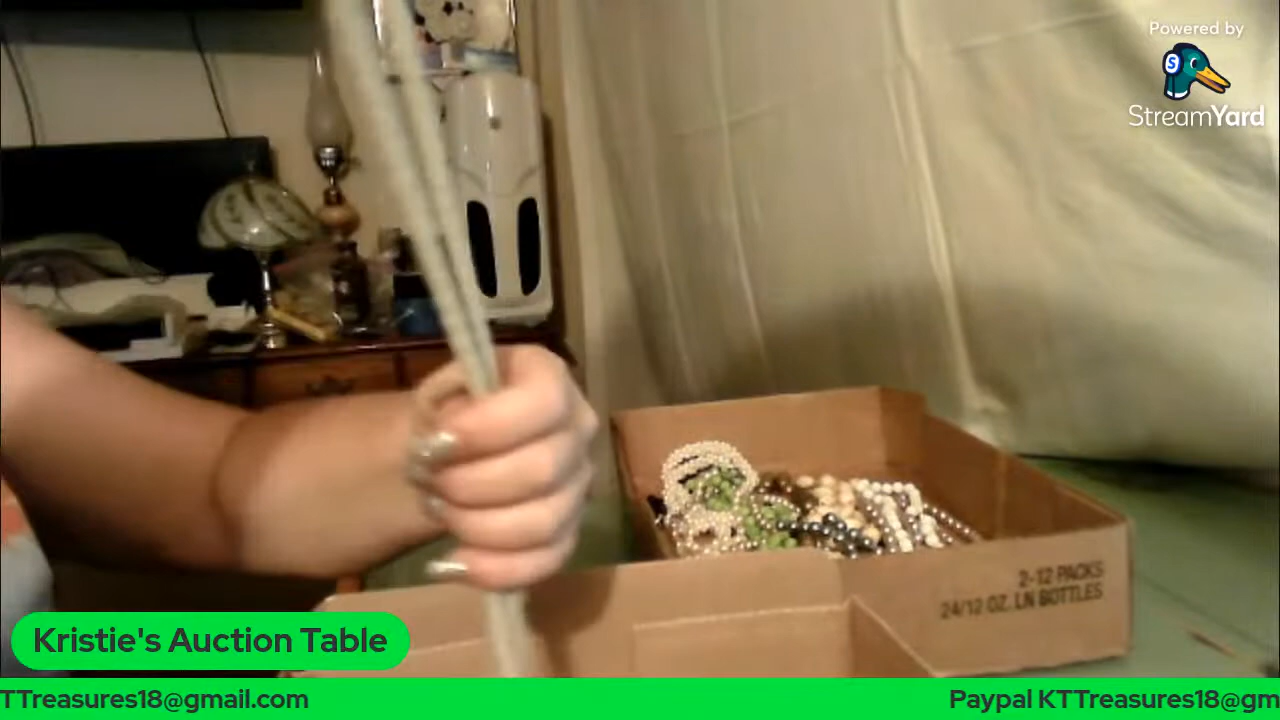 Powered by
StreamYard
2-12 PACKS
24/12 OZ. LN BOTTLES
Kristie's Auction Table
TTreasures18@gmail.com
Paypal KTTreasures18@gm